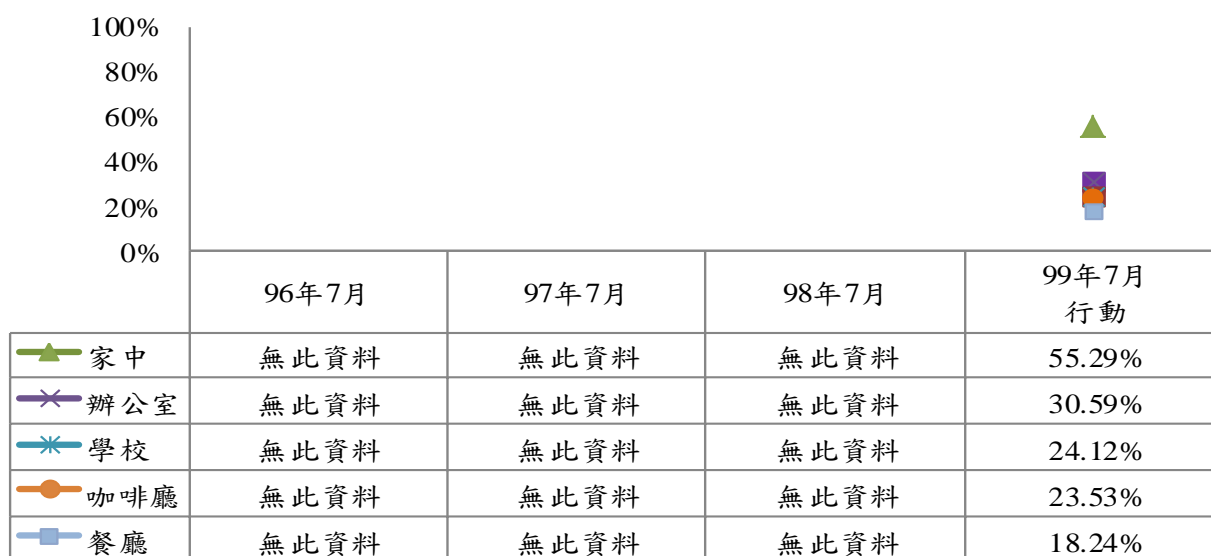 100%
80%
60%
40%
20%
0%
96年7月 97年7月 98年7月 99年7月
行動
家中 無此資料 無此資料 無此資料 55.29%
辦公室 無此資料 無此資料 無此資料 30.59%
學校 無此資料 無此資料 無此資料 24.12%
咖啡廳 無此資料 無此資料 無此資料 23.53%
餐廳 無此資料 無此資料 無此資料 18.24%